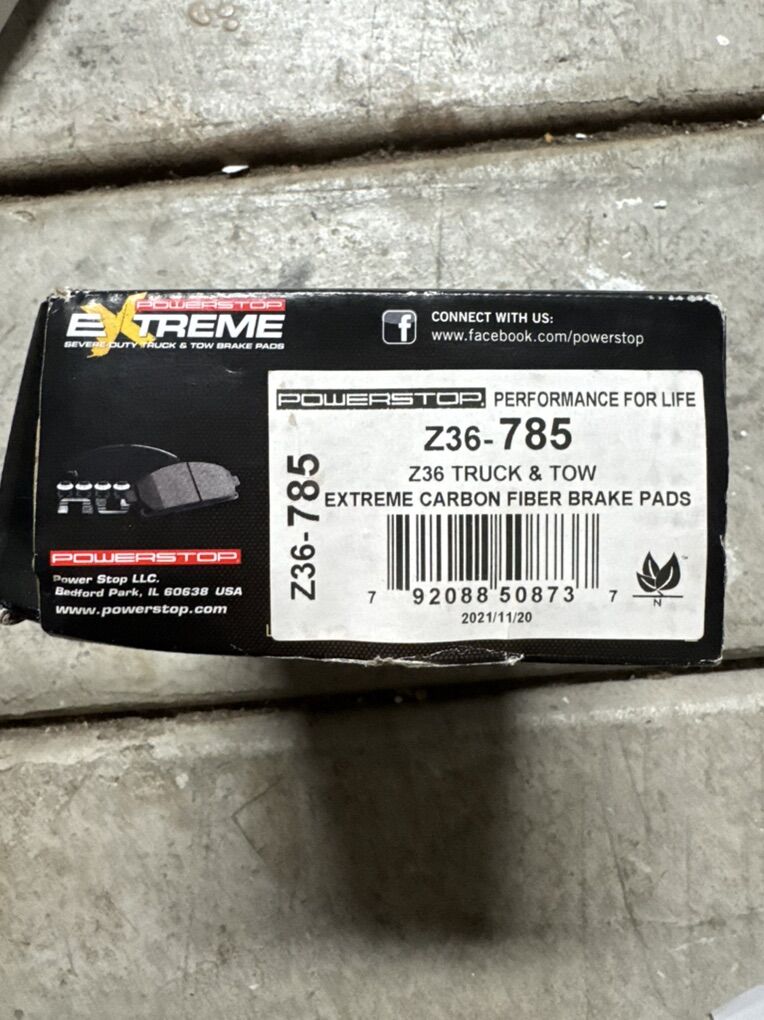 POWERSTOP
EXTREME
SEVERE-DUTY TRUCK & TOW BRAKE PADS
f
CONNECT WITH US:
www.facebook.com/powerstop
POWERSTOP
Power Stop LLC.
Bedford Park, IL 60638 USA
www.powerstop.com
Z36-785
POWERSTOP. PERFORMANCE FOR LIFE
Z36-785
Z36 TRUCK & TOW
EXTREME CARBON FIBER BRAKE PADS
7 92088 50873 7
2021/11/20
N
™